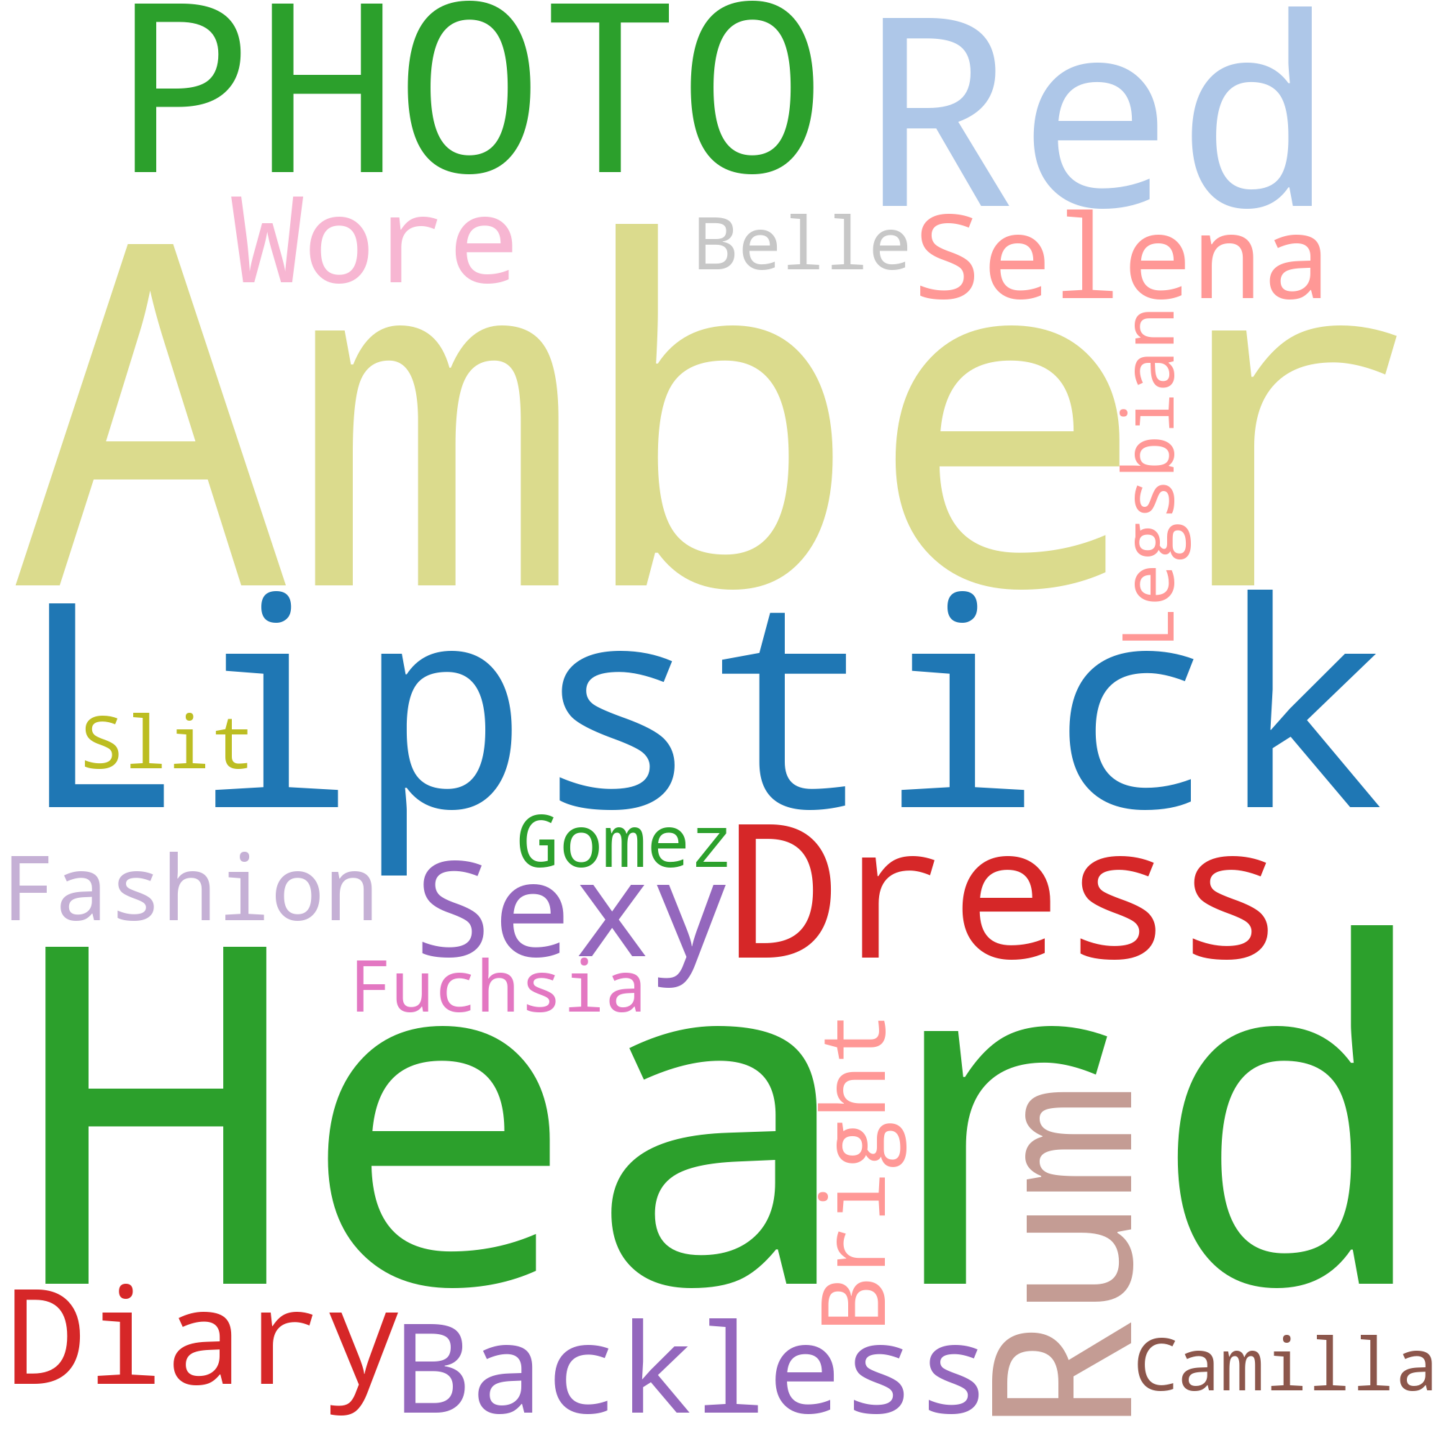 PHOTO
Red
Wore
Belle
Selena
Amber
Legsbian
Lipstick
Slit
Gomez
Fashion
Sexy
Dress
Fuchsia
Heard
Bright
Rum
Diary
Backless
Camilla